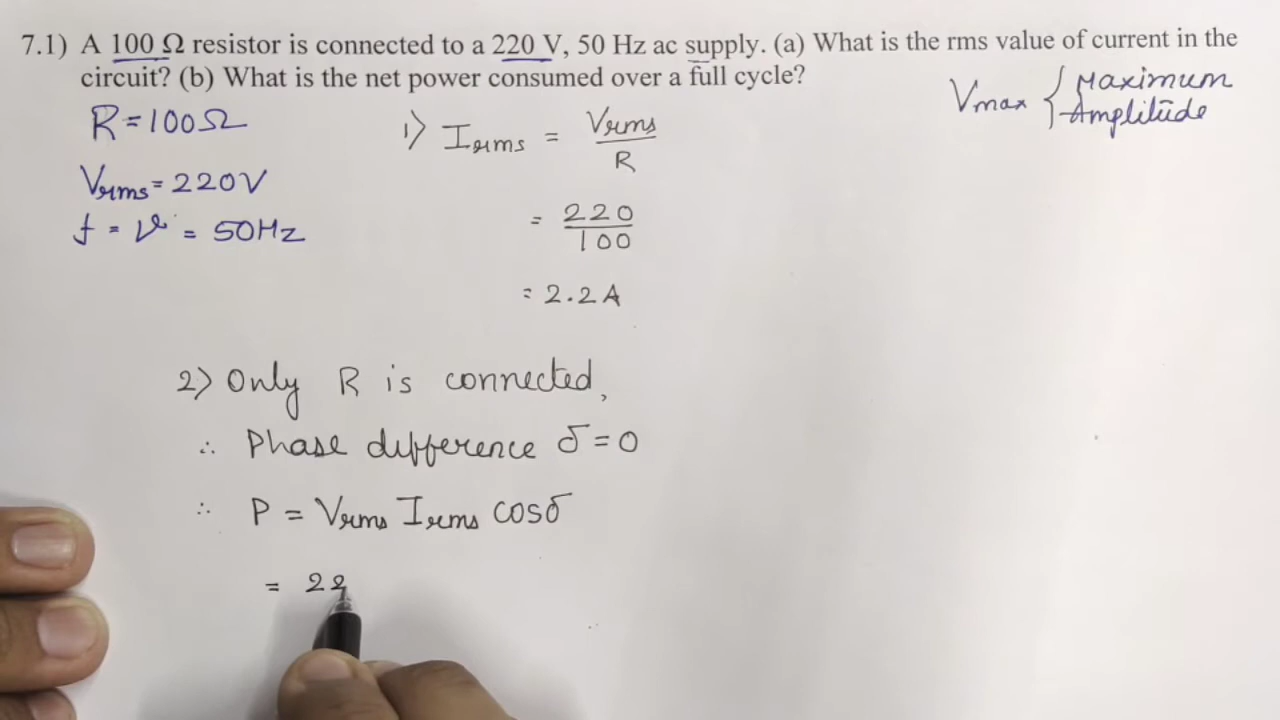 7.1) A 100 Ω resistor is connected to a 220 V, 50 Hz ac supply. (a) What is the rms value of current in the
circuit? (b) What is the net power consumed over a full cycle?
Vmax { Maximum
Amplitude
R = 100Ω
Vrms = 220V
f = ν = 50Hz
1) Irms = Vrms / R
= 220 / 100
= 2.2A
2) Only R is connected,
∴ Phase difference δ = 0
∴ P = Vrms Irms cosδ
= 22